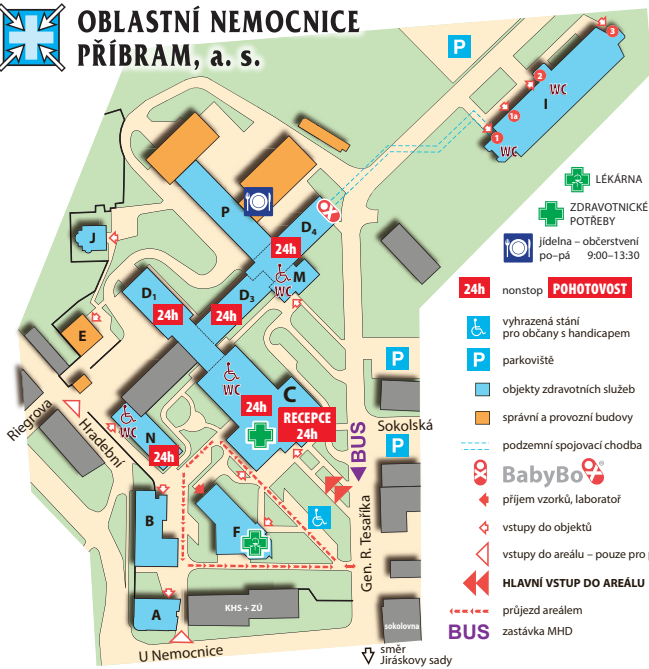 OBLASTNÍ NEMOCNICE
PŘÍBRAM, a. s.
P
3
2
WC
I
1a
1
WC
P
D4
24h
M
WC
J
D1
24h
D3
24h
E
WC
C
24h
RECEPCE
24h
P
Sokolská
P
BUS
Riegrova
Hradební
WC
N
24h
B
F
A
KHS + ZÚ
Gen. R. Tesaříka
sokolovna
U Nemocnice
směr
Jiráskovy sady
LÉKÁRNA
ZDRAVOTNICKÉ
POTŘEBY
jídelna – občerstvení
po–pá 9:00–13:30
24h nonstop POHOTOVOST
vyhrazená stání
pro občany s handicapem
P parkoviště
objekty zdravotních služeb
správní a provozní budovy
podzemní spojovací chodba
BabyBo
příjem vzorků, laboratoř
vstupy do objektů
vstupy do areálu – pouze pro
HLAVNÍ VSTUP DO AREÁLU
průjezd areálem
BUS zastávka MHD